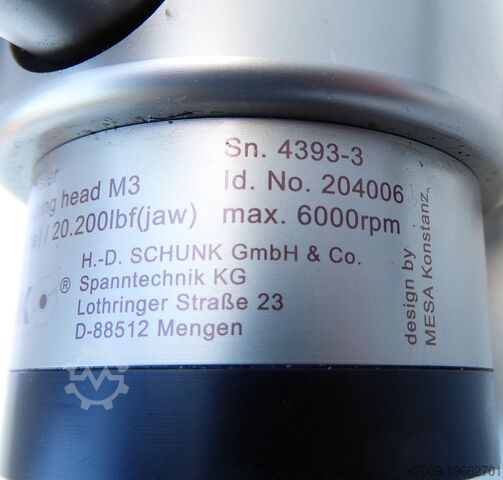 Sn. 4393-3
head M3 Id. No. 204006
/ 20.200lbf(jaw) max. 6000rpm
® H.-D. SCHUNK GmbH & Co.
Spanntechnik KG
Lothringer Straße 23
D-88512 Mengen
design by
MESA Konstanz
42009-19662701